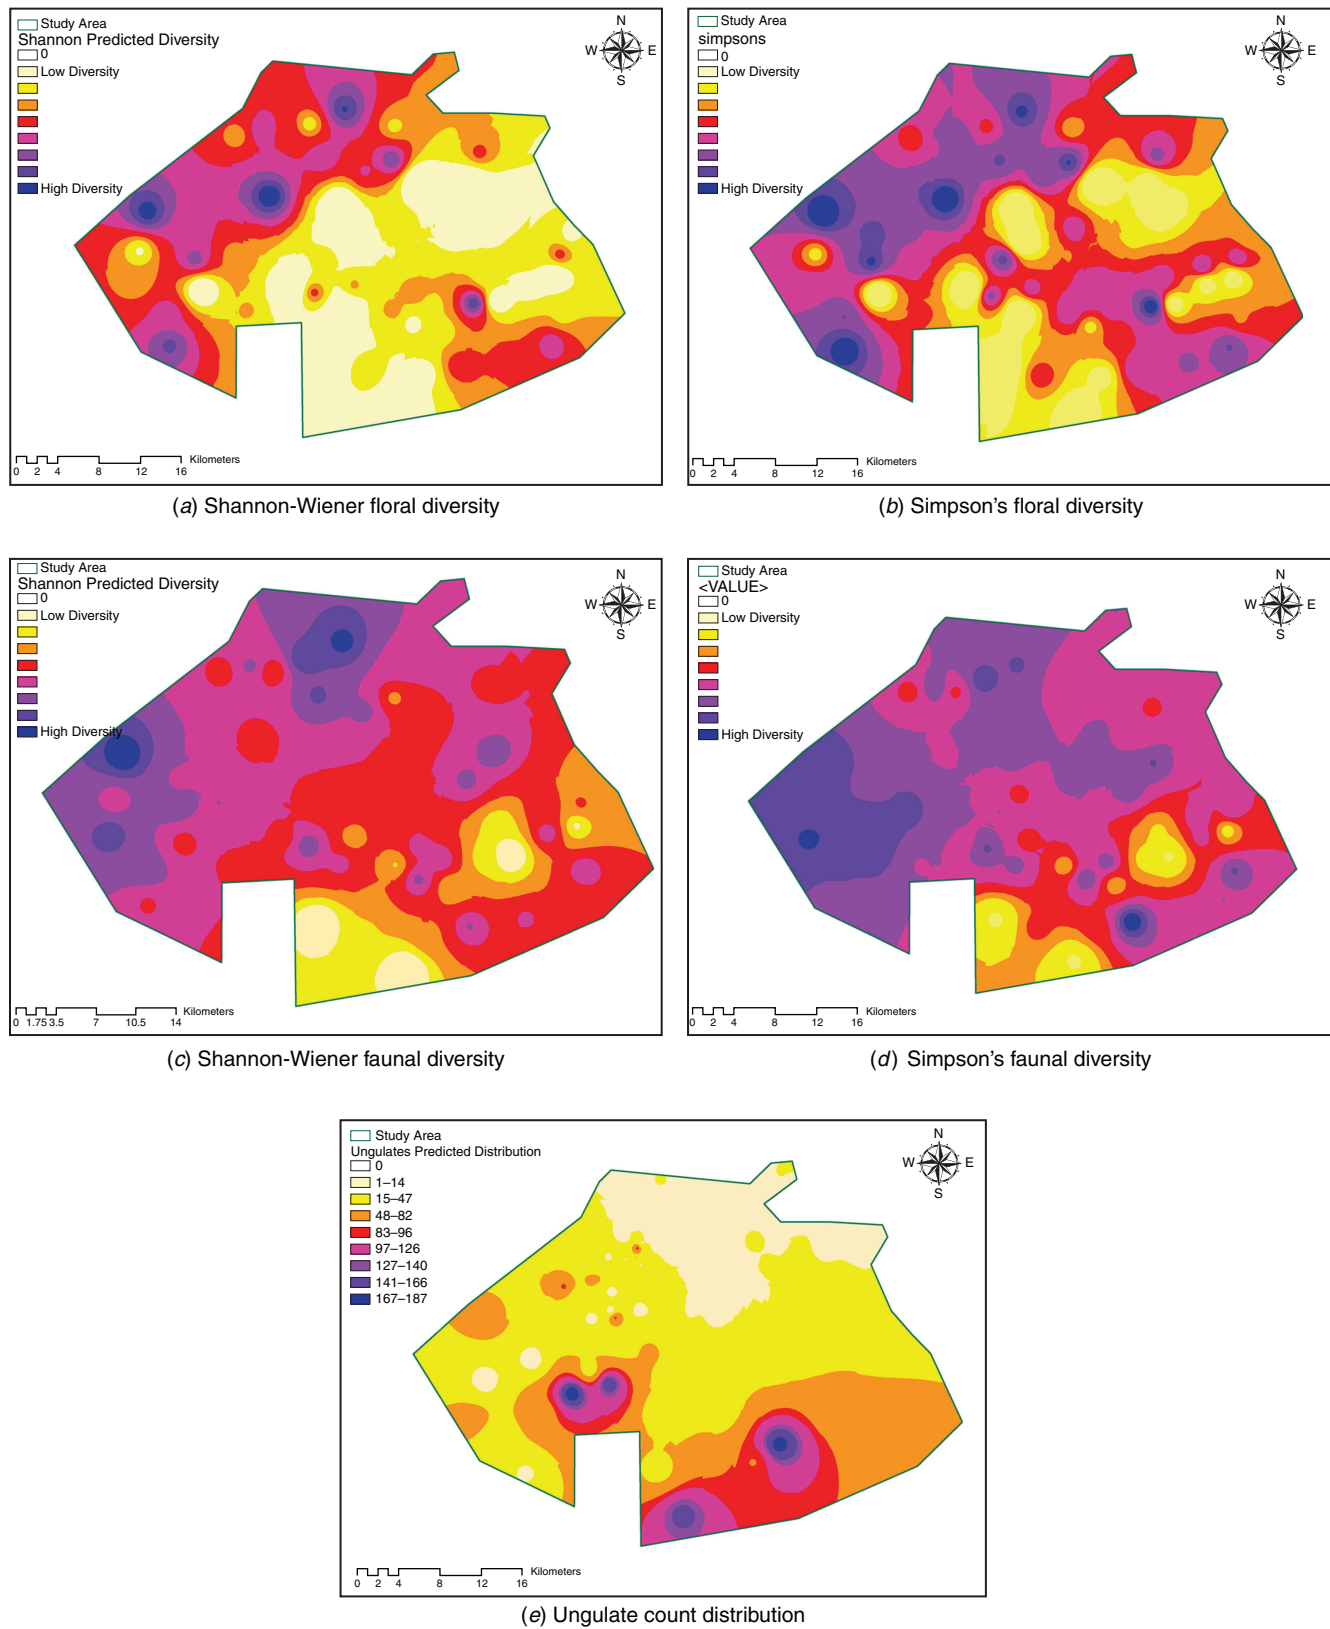 Study Area
Shannon Predicted Diversity
0
Low Diversity
High Diversity
N
W E
S
0 2 4 8 12 16 Kilometers
(a) Shannon-Wiener floral diversity
Study Area
simpsons
0
Low Diversity
High Diversity
N
W E
S
0 2 4 8 12 16 Kilometers
(b) Simpson's floral diversity
Study Area
Shannon Predicted Diversity
0
Low Diversity
High Diversity
N
W E
S
0 1.75 3.5 7 10.5 14 Kilometers
(c) Shannon-Wiener faunal diversity
Study Area
<VALUE>
0
Low Diversity
High Diversity
N
W E
S
0 2 4 8 12 16 Kilometers
(d) Simpson's faunal diversity
Study Area
Ungulates Predicted Distribution
0
1–14
15–47
48–82
83–96
97–126
127–140
141–166
167–187
N
W E
S
0 2 4 8 12 16 Kilometers
(e) Ungulate count distribution